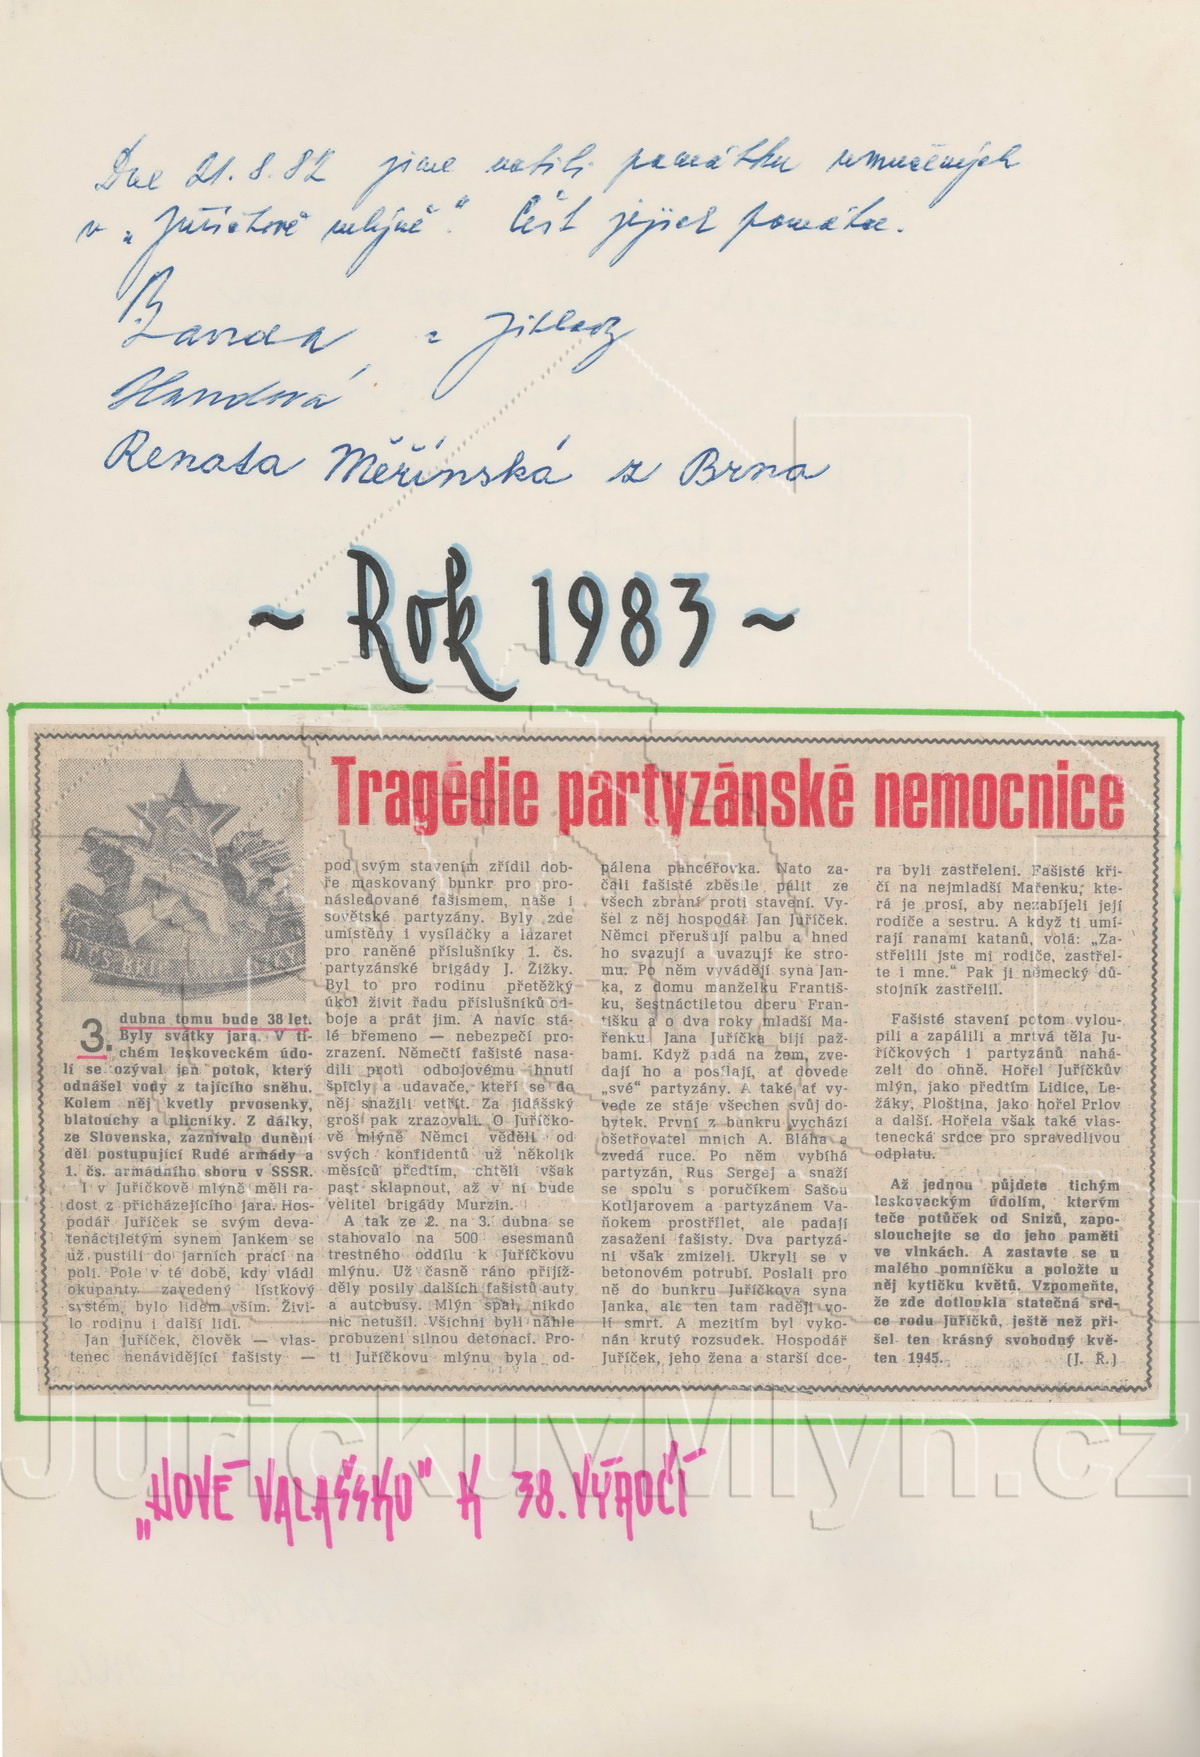 Dne 21.8.82 jsme uctili památku umučených
v „Juříčkově mlýně“. Čest jejich památce.
z Jihlavy
Renata Měřínská z Brna
~ Rok 1983 ~
Tragédie partyzánské nemocnice
3. dubna tomu bude 38 let.
Byly svátky jara. V ti-
chém leskoveckém údo-
lí se ozýval jen potok, který
odnášel vody z tajícího sněhu.
Kolem něj kvetly prvosenky,
blatouchy a plicníky. Z dálky,
ze Slovenska, zaznívalo dunění
děl postupující Rudé armády a
1. čs. armádního sboru v SSSR.
I v Juříčkově mlýně měli ra-
dost z přicházejícího jara. Hos-
podář Juříček se svým deva-
tenáctiletým synem Jankem se
už pustili do jarních prací na
poli. Pole v té době, kdy vládl
okupanty zavedený lístkový
systém, bylo lidem vším. Živi-
lo rodinu i další lidi.
Jan Juříček, člověk — vlas-
tenec nenávidějící fašisty —
pod svým stavením zřídil dob-
ře maskovaný bunkr pro pro-
následované fašismem, naše i
sovětské partyzány. Byly zde
umístěny i vysíláčky a lazaret
pro raněné příslušníky 1. čs.
partyzánské brigády J. Žižky.
Byl to pro rodinu přetěžký
úkol živit řadu příslušníků od-
boje a prát jim. A navíc stá-
lé břemeno — nebezpečí pro-
zrazení. Němečtí fašisté nasa-
dili proti odbojovému hnutí
špicly a udavače, kteří se do
něj snažili vetřít. Za jidášský
groš pak zrazovali. O Juříčko-
vě mlýně Němci věděli od
svých konfidentů už několik
měsíců předtím, chtěli však
past sklapnout, až v ní bude
velitel brigády Murzin.
A tak ze 2. na 3. dubna se
stahovalo na 500 esesmanů
trestného oddílu k Juříčkovu
mlýnu. Už časně ráno přijíž-
děly posily dalších fašistů auty
a autobusy. Mlýn spal, nikdo
nic netušil. Všichni byli náhle
probuzeni silnou detonací. Pro-
ti Juříčkovu mlýnu byla od-
pálena pancéřovka. Nato za-
čali fašisté zběsile pálit ze
všech zbraní proti stavení. Vy-
šel z něj hospodář Jan Juříček.
Němci přerušují palbu a hned
ho svazují a uvazují ke stro-
mu. Po něm vyvádějí syna Jan-
ka, z domu manželku Františ-
ku, šestnáctiletou dceru Fran-
tišku a o dva roky mladší Ma-
řenku. Jana Juříčka bijí paž-
bami. Když padá na zem, zve-
dají ho a posílají, ať dovede
„své“ partyzány. A také ať vy-
vede ze stáje všechen svůj do-
bytek. První z bunkru vychází
ošetřovatel mnich A. Bláha a
zvedá ruce. Po něm vybíhá
partyzán, Rus Sergej a snaží
se spolu s poručíkem Sašou
Kotljarovem a partyzánem Va-
ňokem prostřílet, ale padají
zasaženi fašisty. Dva partyzá-
ni však zmizeli. Ukryli se v
betonovém potrubí. Poslali pro
ně do bunkru Juříčkova syna
Janka, ale ten tam raději vo-
lí smrt. A mezitím byl vyko-
nán krutý rozsudek. Hospodář
Juříček, jeho žena a starší dce-
ra byli zastřeleni. Fašisté kři-
čí na nejmladší Mařenku, kte-
rá je prosí, aby nezabíjeli její
rodiče a sestru. A když ti umí-
rají ranami katanů, volá: „Za-
střelili jste mi rodiče, zastřel-
te i mne.“ Pak ji německý dů-
stojník zastřelil.
Fašisté stavení potom vylou-
pili a zapálili a mrtvá těla Ju-
říčkových i partyzánů nahá-
zeli do ohně. Hořel Juříčkův
mlýn, jako předtím Lidice, Le-
žáky, Ploština, jako hořel Prlov
a další. Hořela však také vlas-
tenecká srdce pro spravedlivou
odplatu.
Až jednou půjdete tichým
leskoveckým údolím, kterým
teče potůček od Snizů, zapo-
slouchejte se do jeho paměti
ve vlnkách. A zastavte se u
malého pomníčku a položte u
něj kytičku květů. Vzpomeňte,
že zde dotloukla statečná srd-
ce rodu Juříčků, ještě než při-
šel ten krásný svobodný kvě-
ten 1945. (J. Ř.)
„NOVÉ VALAŠSKO“ K 38. VÝROČÍ
JurickuvMlyn.cz